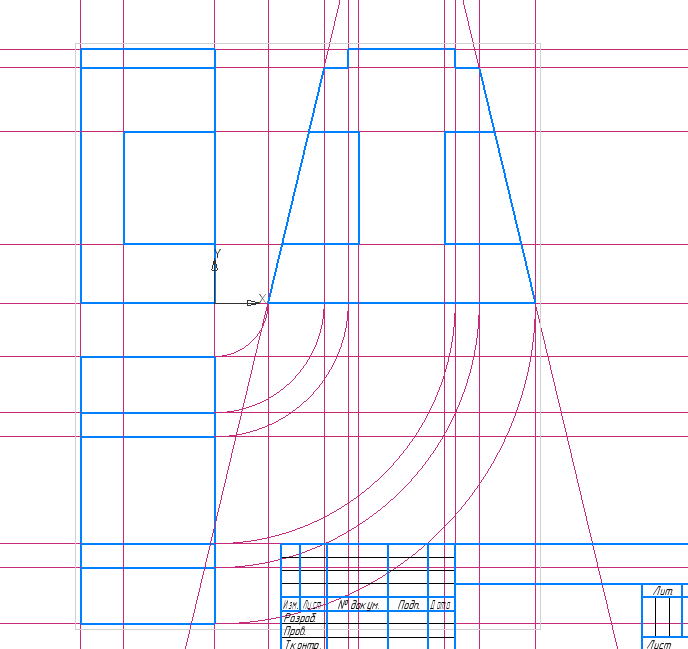 Y
X
Изм. Лист № докум. Подп. Дата
Разраб.
Пров.
Т.контр.
Лит.
Лист